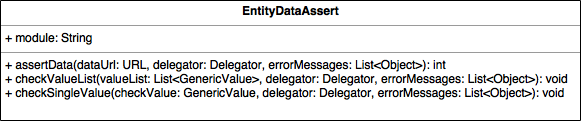 EntityDataAssert
+ module: String
+ assertData(dataUrl: URL, delegator: Delegator, errorMessages: List<Object>): int
+ checkValueList(valueList: List<GenericValue>, delegator: Delegator, errorMessages: List<Object>): void
+ checkSingleValue(checkValue: GenericValue, delegator: Delegator, errorMessages: List<Object>): void